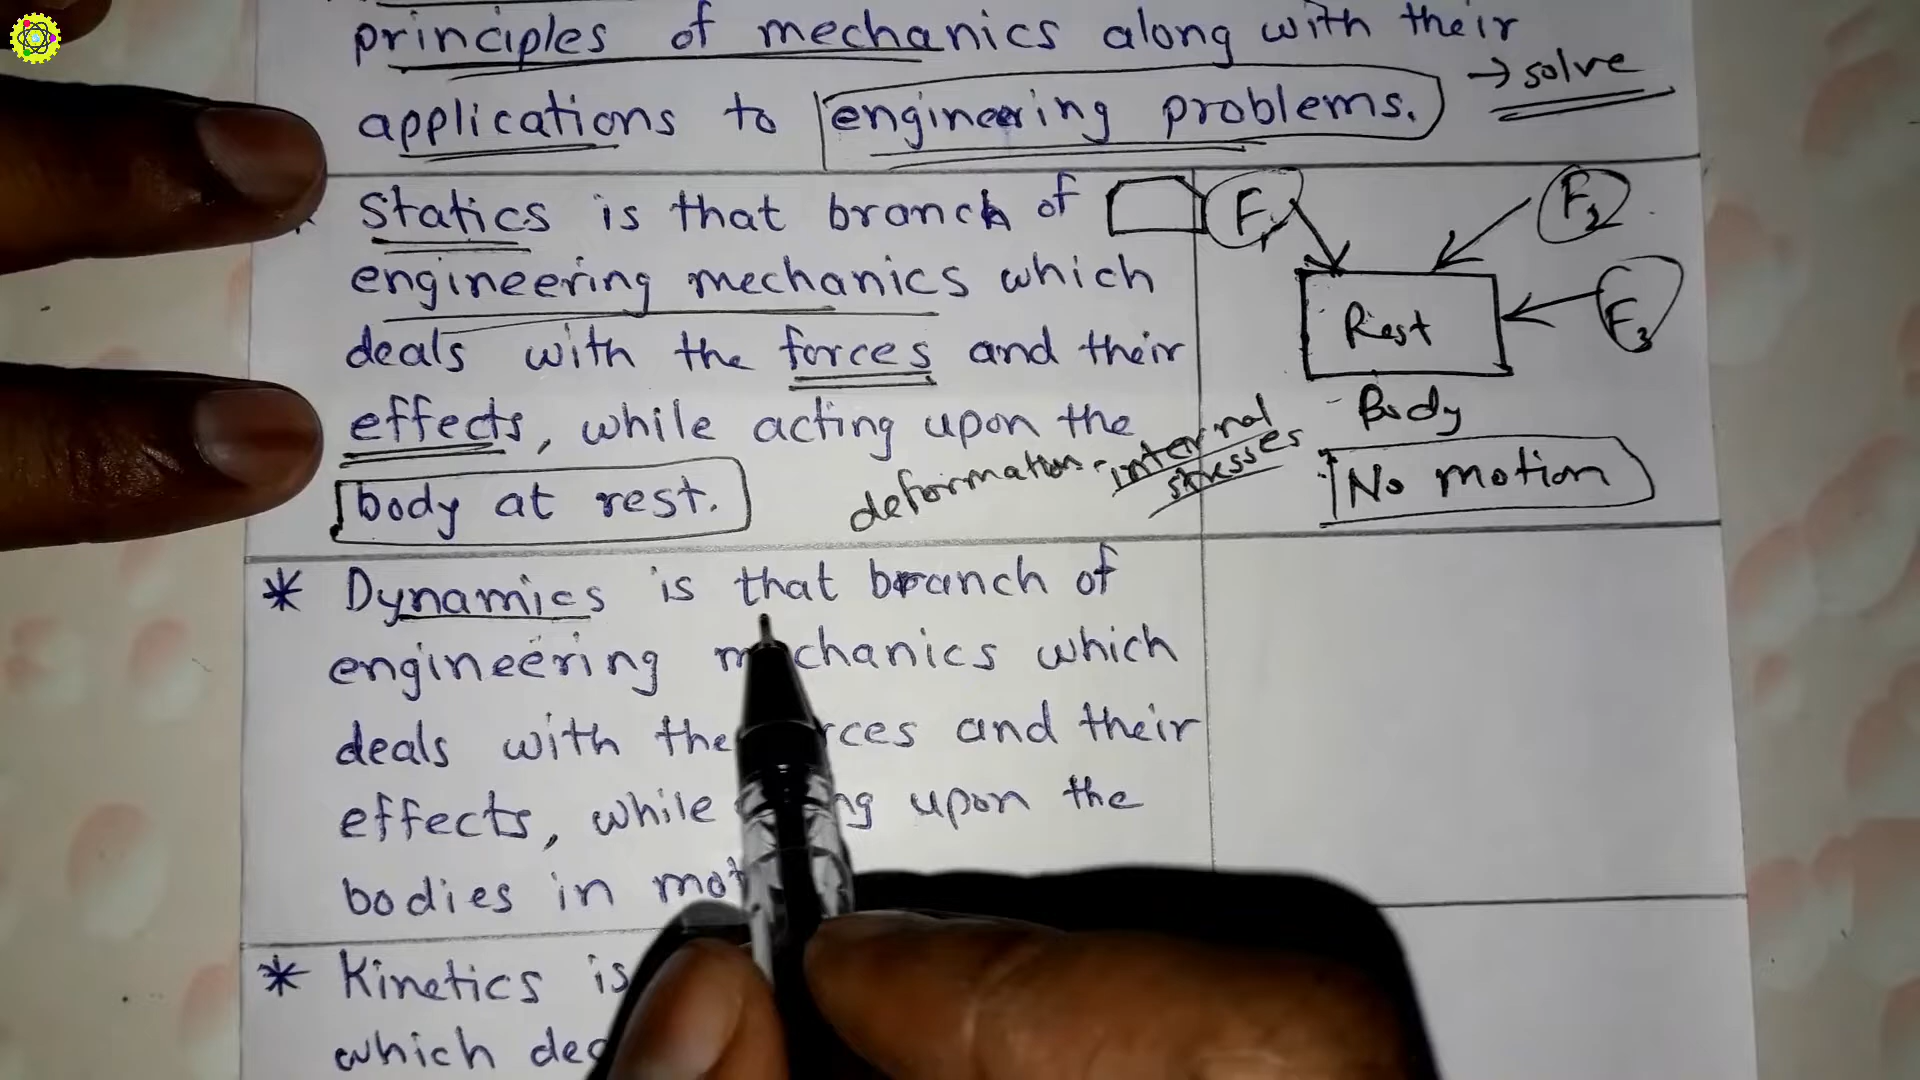 principles of mechanics along with their
applications to engineering problems. → solve
* Statics is that branch of
engineering mechanics which
deals with the forces and their
effects, while acting upon the
body at rest.
deformation - internal
stresses
F1
F2
F3
Rest
Body
No motion
* Dynamics is that branch of
engineering mechanics which
deals with the forces and their
effects, while upon the
bodies in
* Kinetics is
which